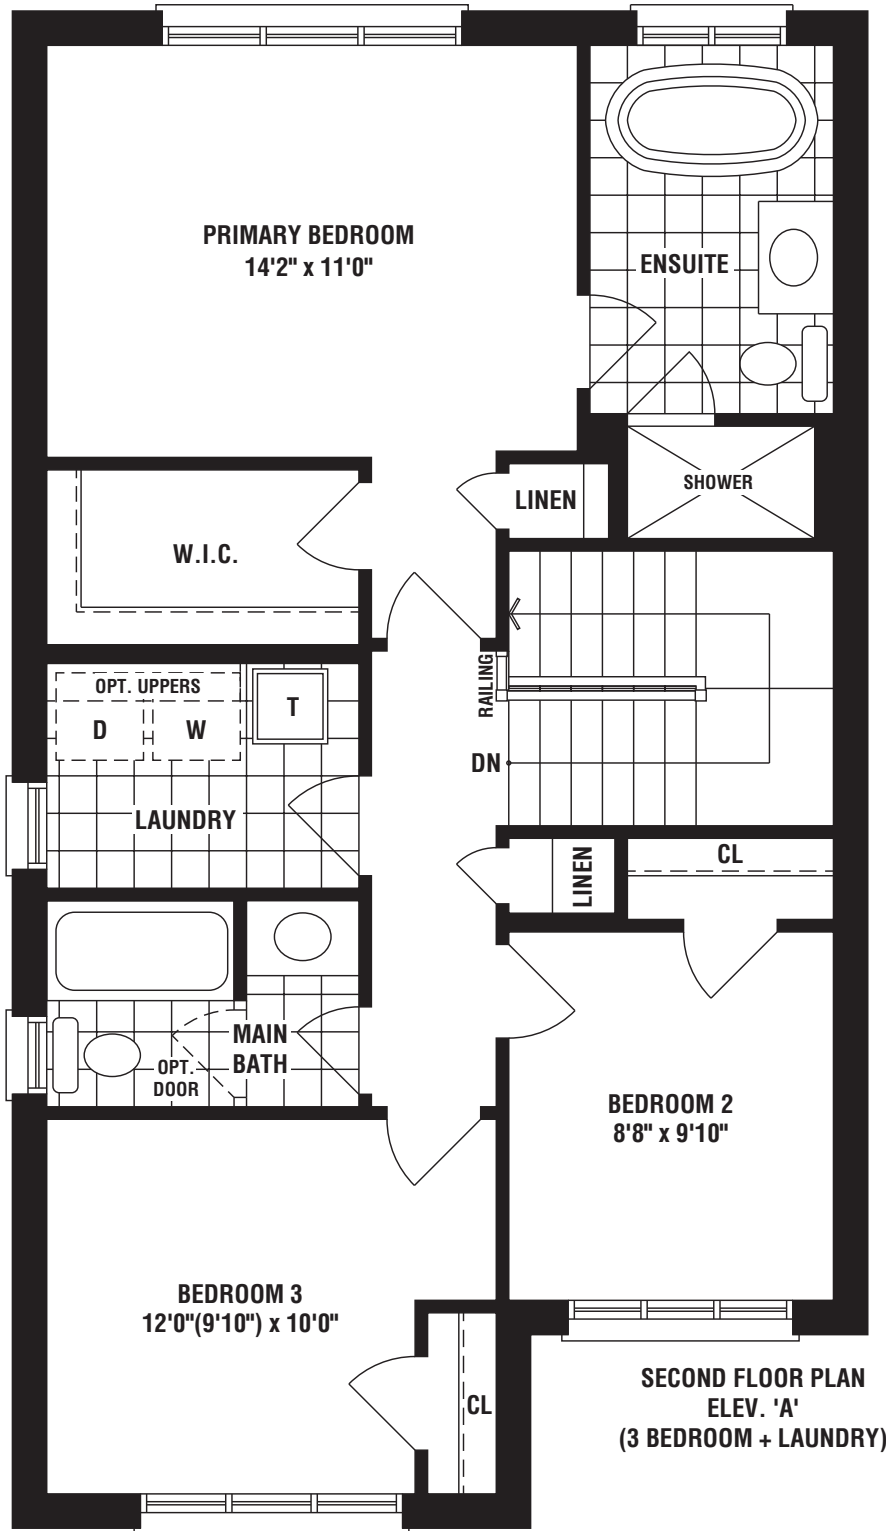 PRIMARY BEDROOM
14'2" x 11'0"
ENSUITE
SHOWER
LINEN
W.I.C.
RAILING
OPT. UPPERS
D
W
T
DN
LAUNDRY
LINEN
CL
MAIN
BATH
OPT.
DOOR
BEDROOM 2
8'8" x 9'10"
BEDROOM 3
12'0"(9'10") x 10'0"
CL
SECOND FLOOR PLAN
ELEV. 'A'
(3 BEDROOM + LAUNDRY)